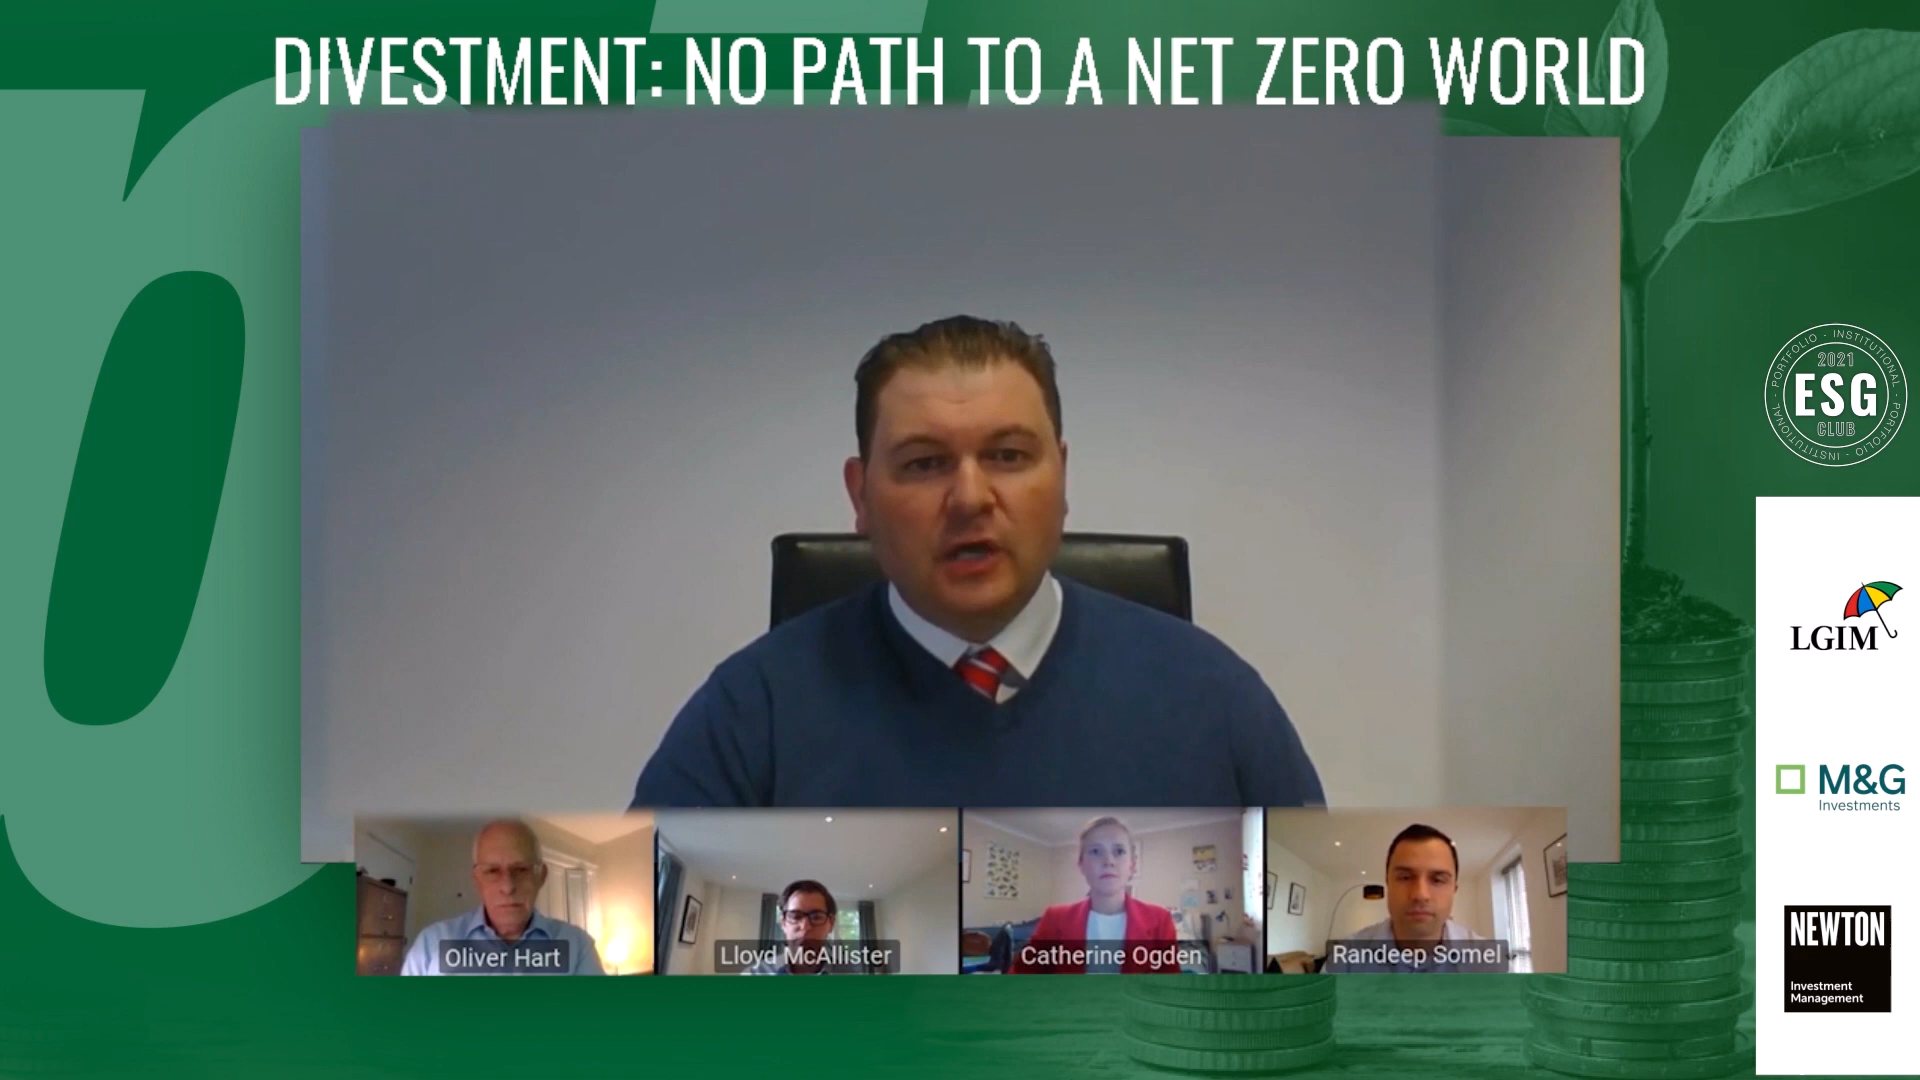 DIVESTMENT: NO PATH TO A NET ZERO WORLD
PORTFOLIO - INSTITUTIONAL - PORTFOLIO - INSTITUTIONAL -
2021
ESG
CLUB
LGIM
M&G
Investments
NEWTON
Investment
Management
Oliver Hart
Lloyd McAllister
Catherine Ogden
Randeep Somel